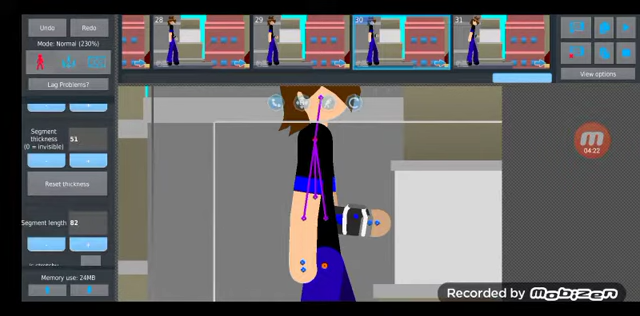 Undo
Redo
28
29
30
31
Mode: Normal (230%)
Lag Problems?
View options
Segment
thickness
(0 = invisible)
51
-
+
Reset thickness
04:22
Segment length
82
-
+
Memory use: 24MB
Recorded by mobizen